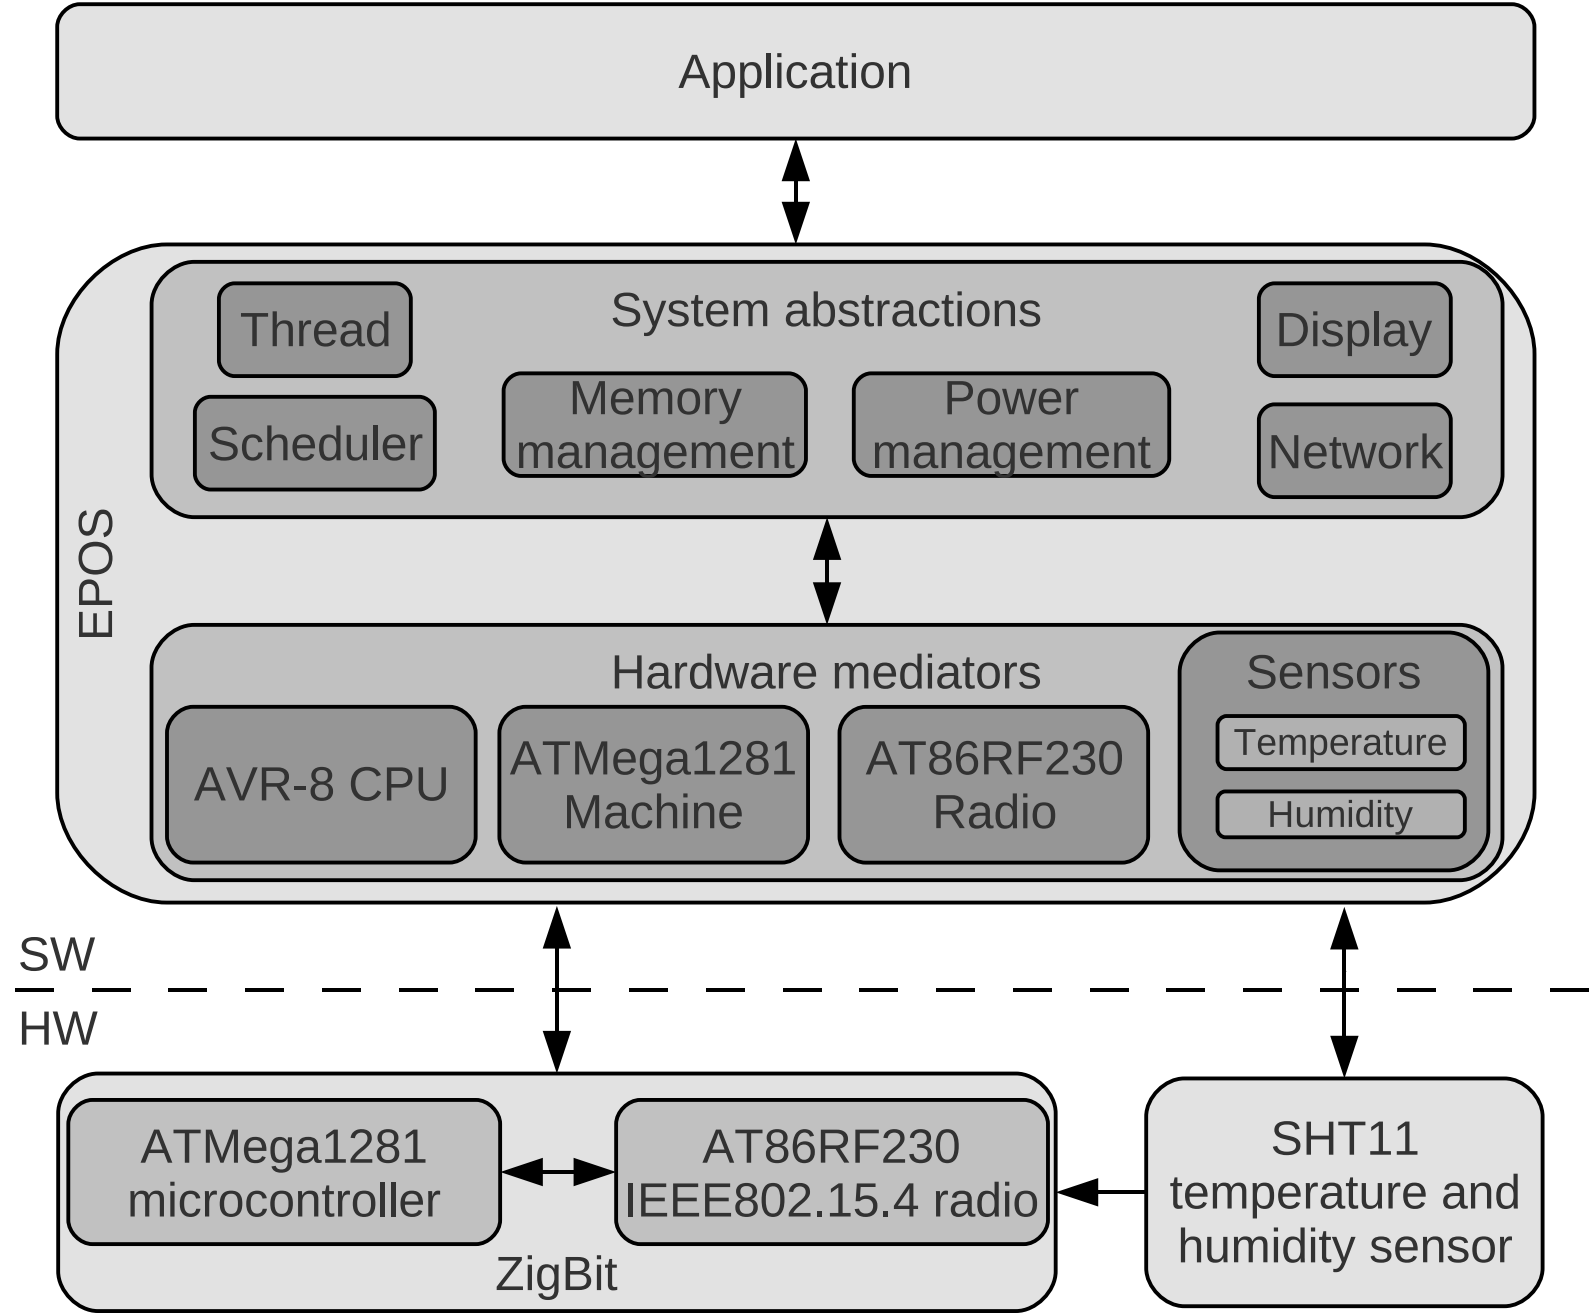 Application
System abstractions
Thread
Scheduler
Memory
management
Power
management
Display
Network
EPOS
Hardware mediators
AVR-8 CPU
ATMega1281
Machine
AT86RF230
Radio
Sensors
Temperature
Humidity
SW
HW
ATMega1281
microcontroller
AT86RF230
IEEE802.15.4 radio
ZigBit
SHT11
temperature and
humidity sensor